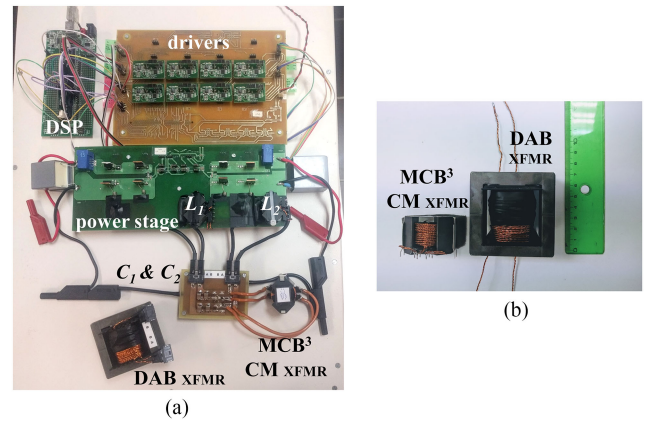 drivers
DSP
L1
L2
power stage
C1 & C2
MCB³
CM XFMR
DAB XFMR
(a)
DAB
XFMR
MCB³
CM XFMR
(b)